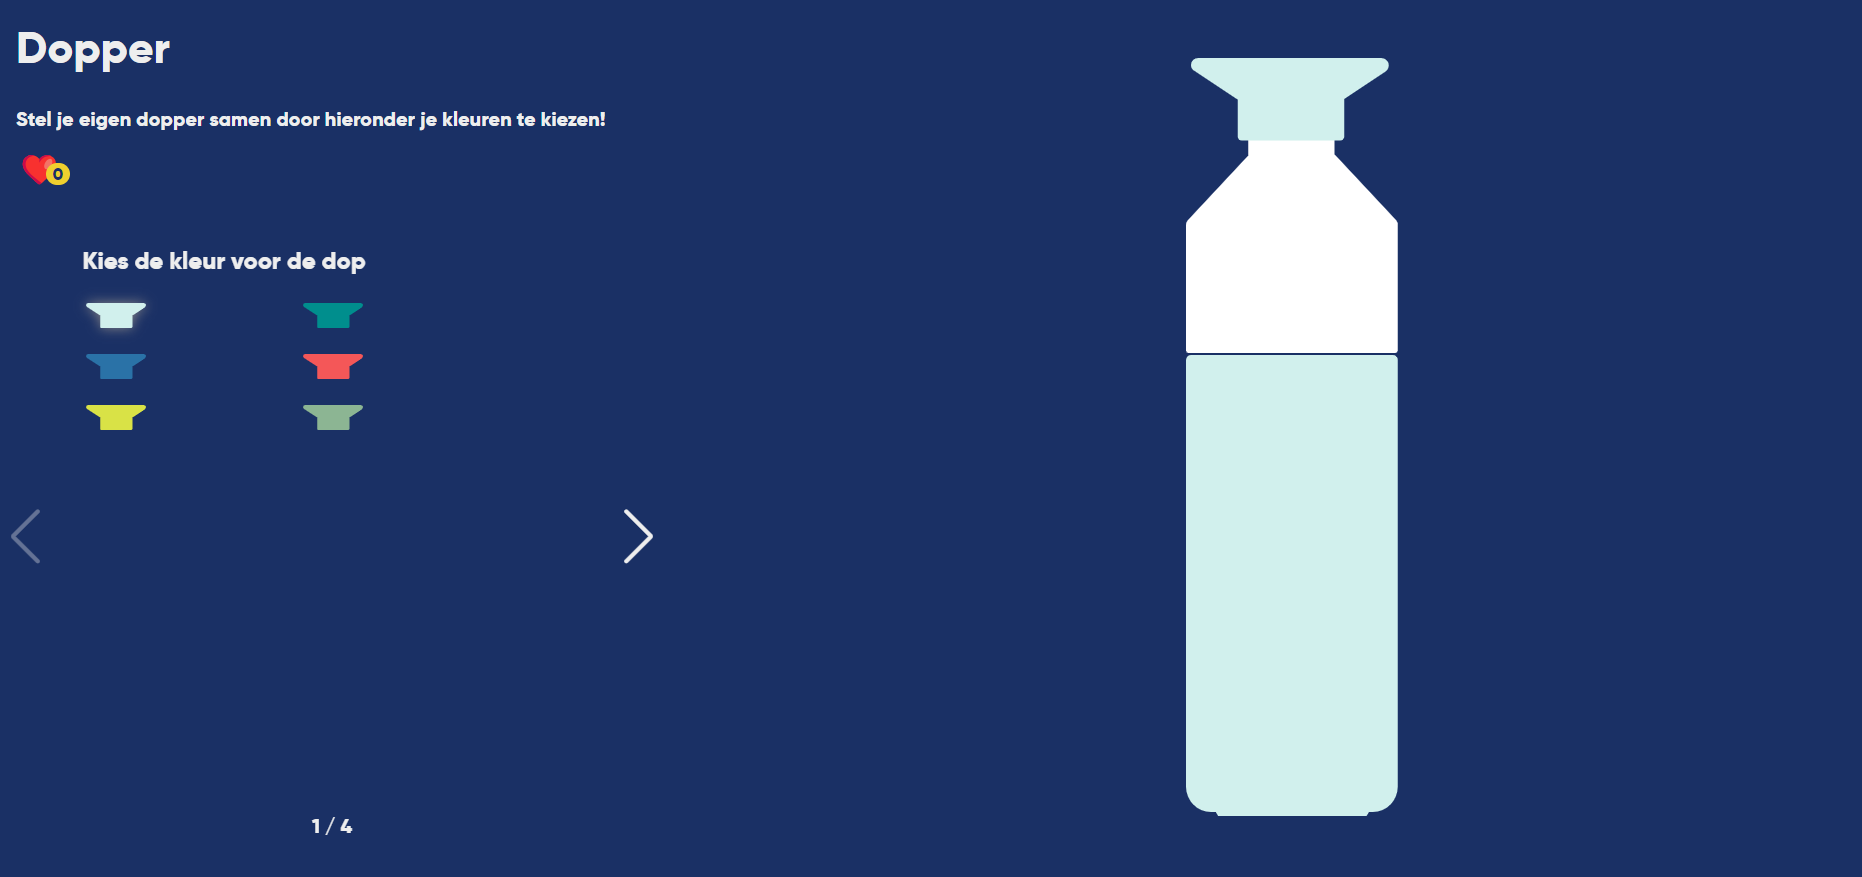 Dopper
Stel je eigen dopper samen door hieronder je kleuren te kiezen!
0
Kies de kleur voor de dop
1 / 4